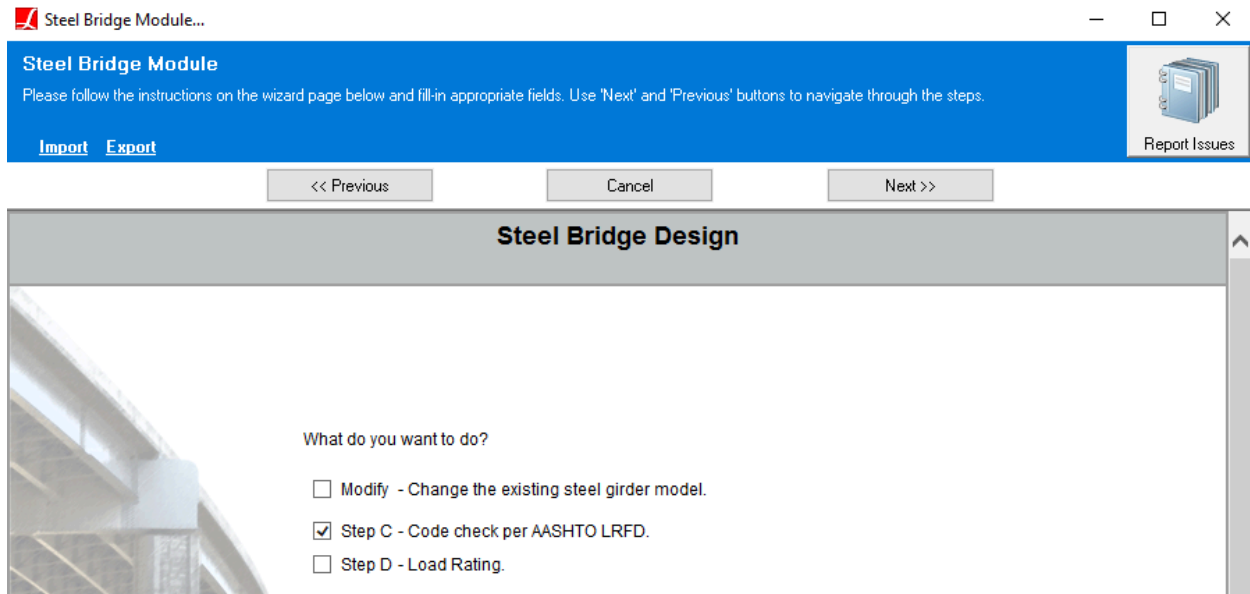 Steel Bridge Module...
Steel Bridge Module
Please follow the instructions on the wizard page below and fill-in appropriate fields. Use 'Next' and 'Previous' buttons to navigate through the steps.
Import Export
Report Issues
<< Previous Cancel Next >>
Steel Bridge Design
What do you want to do?
Modify - Change the existing steel girder model.
Step C - Code check per AASHTO LRFD.
Step D - Load Rating.